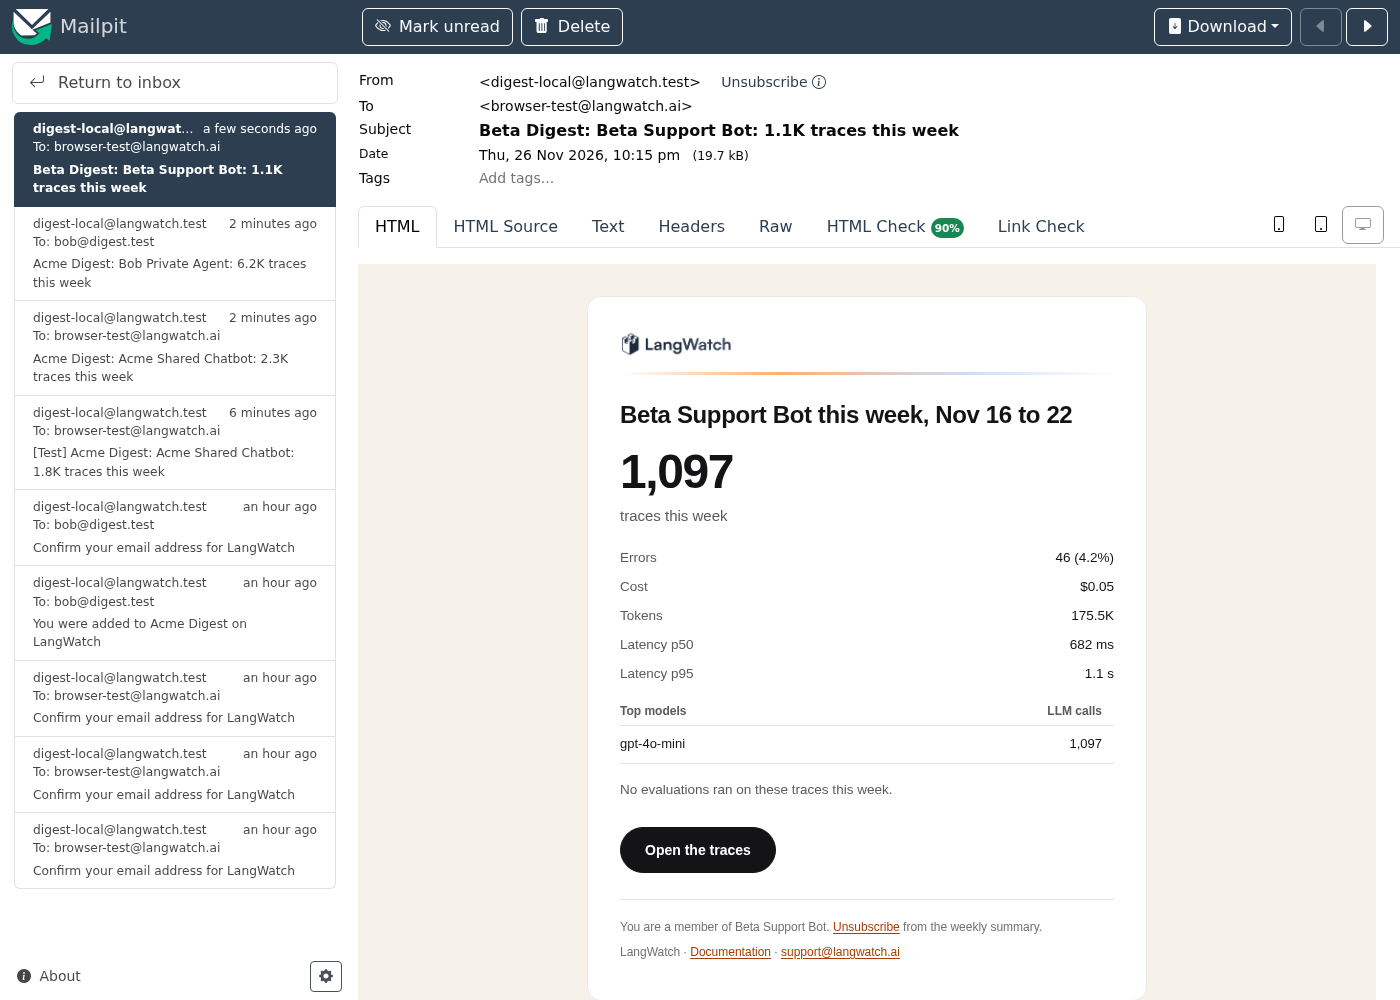 Mailpit
Mark unread
Delete
Download
Return to inbox
digest-local@langwat... a few seconds ago
To: browser-test@langwatch.ai
Beta Digest: Beta Support Bot: 1.1K
traces this week
digest-local@langwatch.test 2 minutes ago
To: bob@digest.test
Acme Digest: Bob Private Agent: 6.2K traces
this week
digest-local@langwatch.test 2 minutes ago
To: browser-test@langwatch.ai
Acme Digest: Acme Shared Chatbot: 2.3K
traces this week
digest-local@langwatch.test 6 minutes ago
To: browser-test@langwatch.ai
[Test] Acme Digest: Acme Shared Chatbot:
1.8K traces this week
digest-local@langwatch.test an hour ago
To: bob@digest.test
Confirm your email address for LangWatch
digest-local@langwatch.test an hour ago
To: bob@digest.test
You were added to Acme Digest on
LangWatch
digest-local@langwatch.test an hour ago
To: browser-test@langwatch.ai
Confirm your email address for LangWatch
digest-local@langwatch.test an hour ago
To: browser-test@langwatch.ai
Confirm your email address for LangWatch
digest-local@langwatch.test an hour ago
To: browser-test@langwatch.ai
Confirm your email address for LangWatch
About
From <digest-local@langwatch.test> Unsubscribe
To <browser-test@langwatch.ai>
Subject Beta Digest: Beta Support Bot: 1.1K traces this week
Date Thu, 26 Nov 2026, 10:15 pm (19.7 kB)
Tags Add tags...
HTML HTML Source Text Headers Raw HTML Check 90% Link Check
LangWatch
Beta Support Bot this week, Nov 16 to 22
1,097
traces this week
Errors 46 (4.2%)
Cost $0.05
Tokens 175.5K
Latency p50 682 ms
Latency p95 1.1 s
Top models LLM calls
gpt-4o-mini 1,097
No evaluations ran on these traces this week.
Open the traces
You are a member of Beta Support Bot. Unsubscribe from the weekly summary.
LangWatch · Documentation · support@langwatch.ai